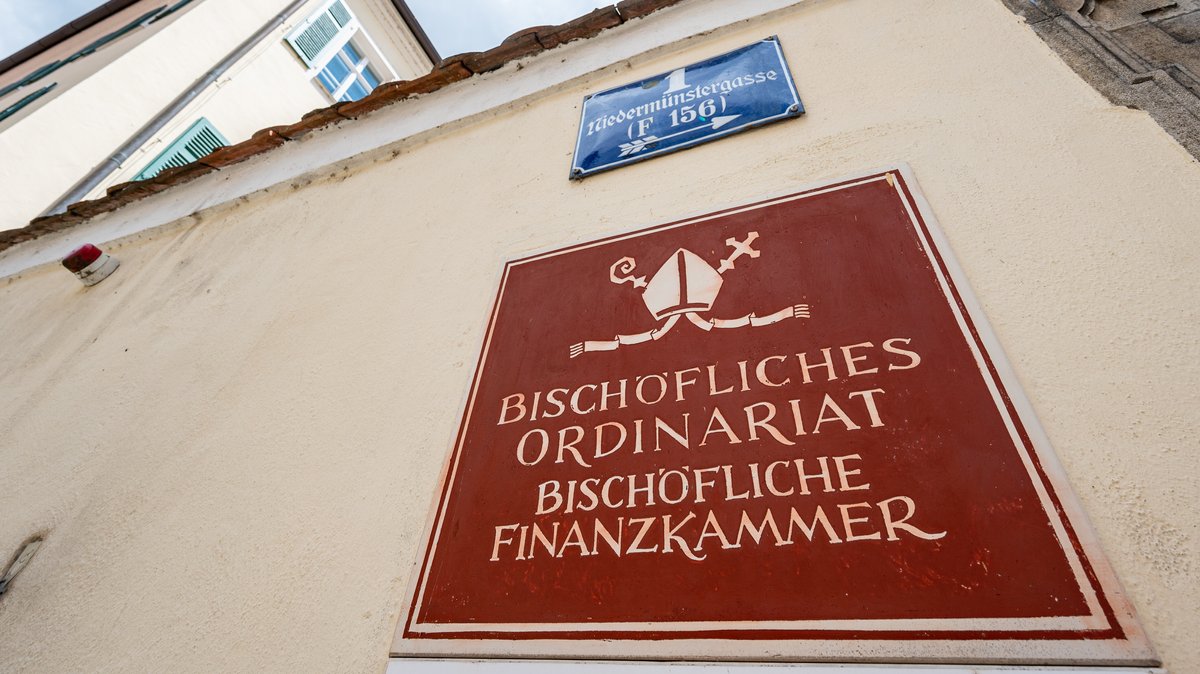 1
Niedermünstergasse
(F 156)
BISCHÖFLICHES
ORDINARIAT
BISCHÖFLICHE
FINANZKAMMER